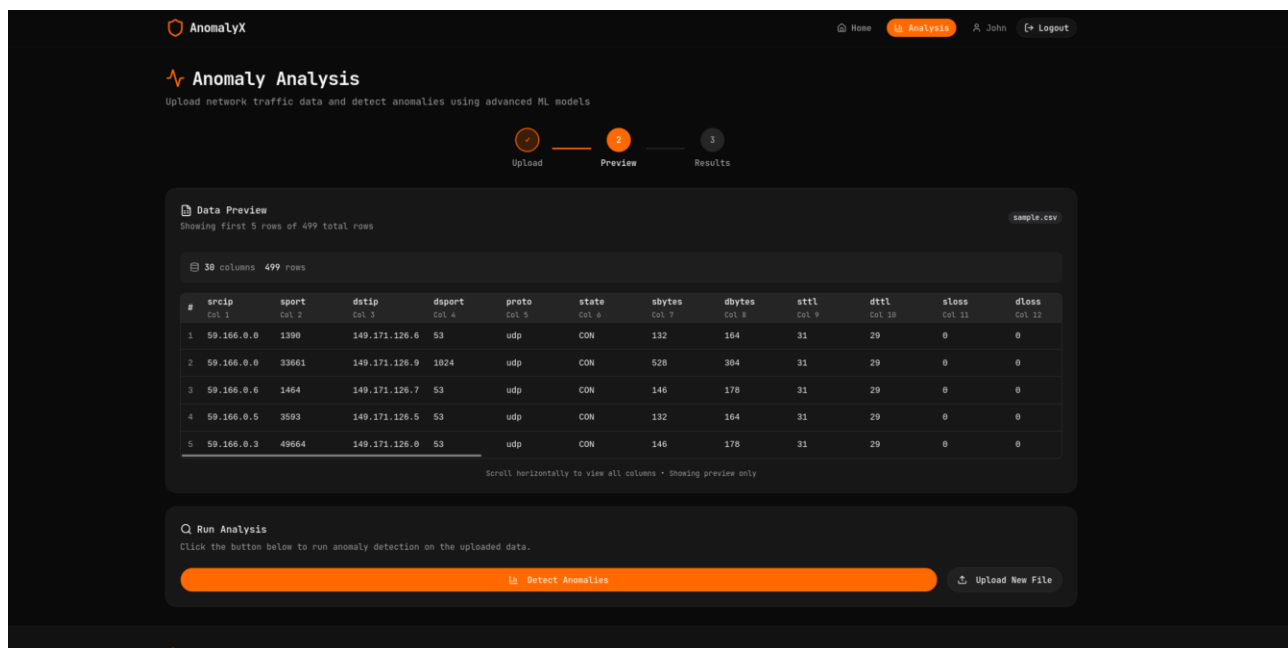 AnomalyX
Home Analysis John Logout
Anomaly Analysis
Upload network traffic data and detect anomalies using advanced ML models
2 3
Upload Preview Results
Data Preview
Showing first 5 rows of 499 total rows
sample.csv
30 columns 499 rows
# srcip sport dstip dsport proto state sbytes dbytes sttl dttl sloss dloss
Col 1 Col 2 Col 3 Col 4 Col 5 Col 6 Col 7 Col 8 Col 9 Col 10 Col 11 Col 12
1 59.166.0.0 1390 149.171.126.6 53 udp CON 132 164 31 29 0 0
2 59.166.0.0 33661 149.171.126.9 1024 udp CON 528 304 31 29 0 0
3 59.166.0.6 1464 149.171.126.7 53 udp CON 146 178 31 29 0 0
4 59.166.0.5 3593 149.171.126.5 53 udp CON 132 164 31 29 0 0
5 59.166.0.3 49664 149.171.126.0 53 udp CON 146 178 31 29 0 0
Scroll horizontally to view all columns • Showing preview only
Run Analysis
Click the button below to run anomaly detection on the uploaded data.
Detect Anomalies
Upload New File